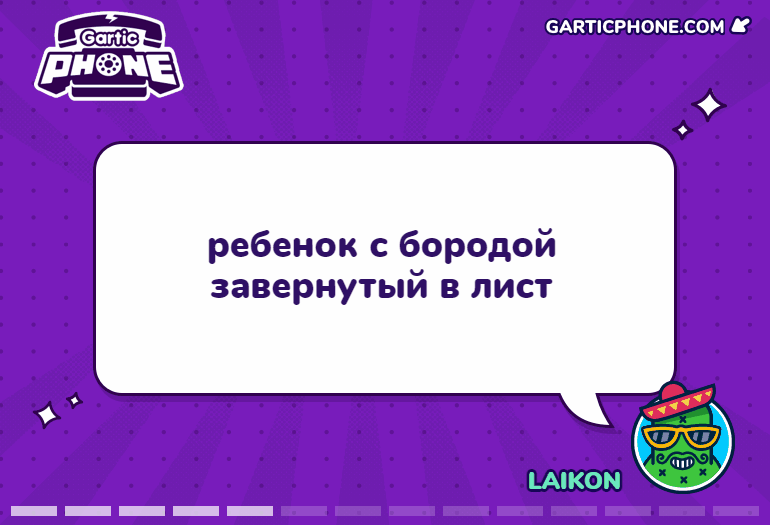 Gartic
PHONE
GARTICPHONE.COM
ребенок с бородой
завернутый в лист
LAIKON